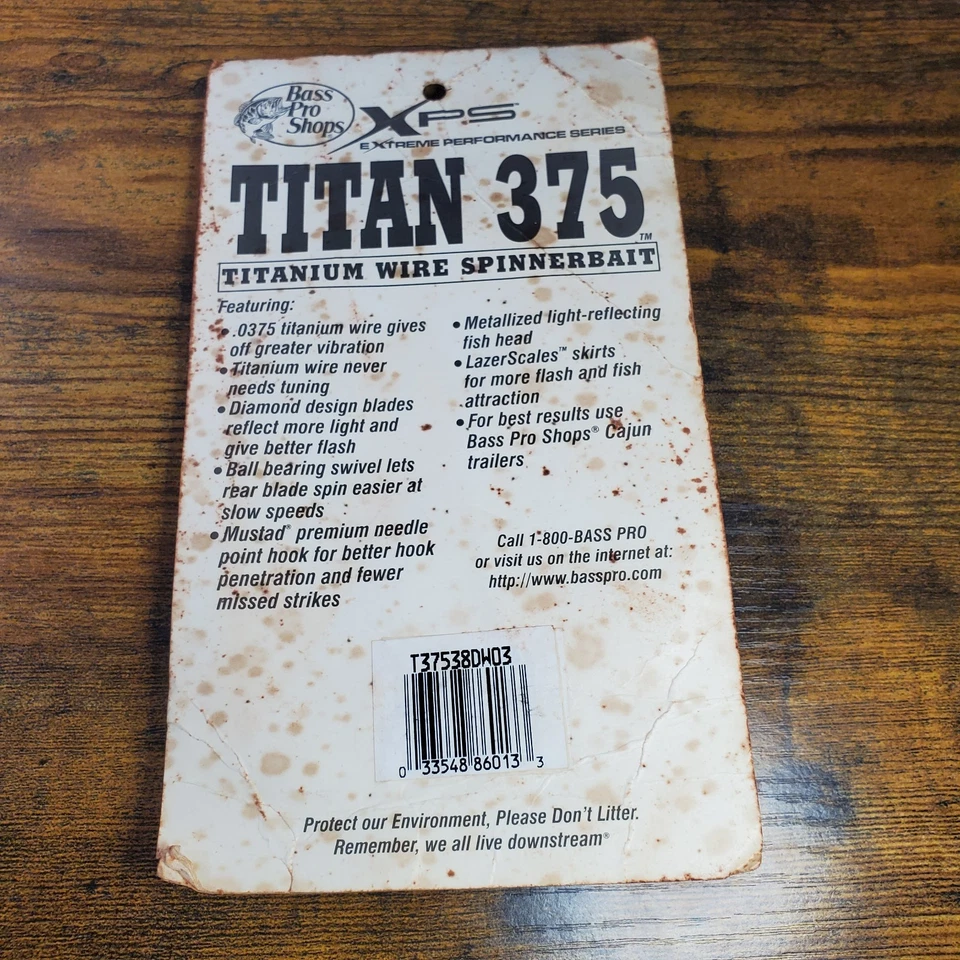 Bass
Pro
Shops
XPS™
EXTREME PERFORMANCE SERIES
TITAN 375™
TITANIUM WIRE SPINNERBAIT
Featuring:
• .0375 titanium wire gives
off greater vibration
• Titanium wire never
needs tuning
• Diamond design blades
reflect more light and
give better flash
• Ball bearing swivel lets
rear blade spin easier at
slow speeds
• Mustad® premium needle
point hook for better hook
penetration and fewer
missed strikes
• Metallized light-reflecting
fish head
• LazerScales™ skirts
for more flash and fish
attraction
• For best results use
Bass Pro Shops® Cajun
trailers
Call 1-800-BASS PRO
or visit us on the internet at:
http://www.basspro.com
T37538DW03
0 33548 86013 3
Protect our Environment, Please Don't Litter.
Remember, we all live downstream®